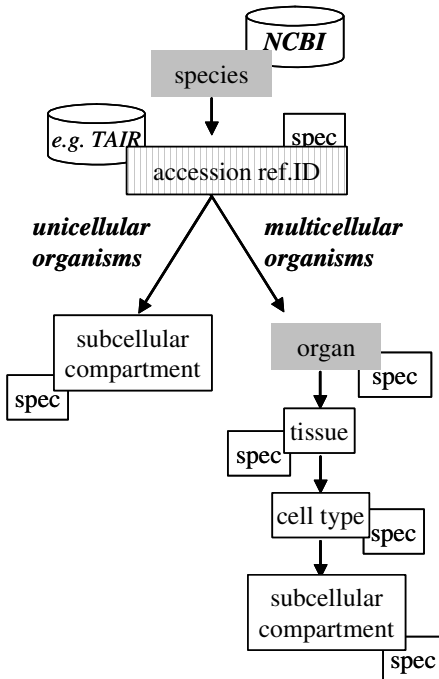 NCBI
species
e.g. TAIR
spec
accession ref.ID
unicellular
organisms
multicellular
organisms
subcellular
compartment
spec
organ
spec
tissue
spec
cell type
spec
subcellular
compartment
spec